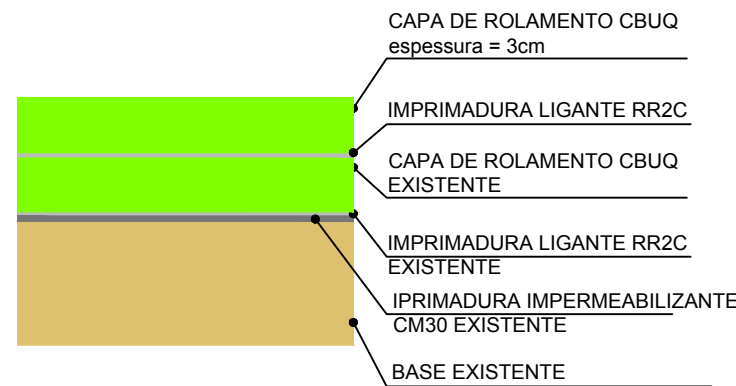 CAPA DE ROLAMENTO CBUQ
espessura = 3cm
IMPRIMADURA LIGANTE RR2C
CAPA DE ROLAMENTO CBUQ
EXISTENTE
IMPRIMADURA LIGANTE RR2C
EXISTENTE
IPRIMADURA IMPERMEABILIZANTE
CM30 EXISTENTE
BASE EXISTENTE